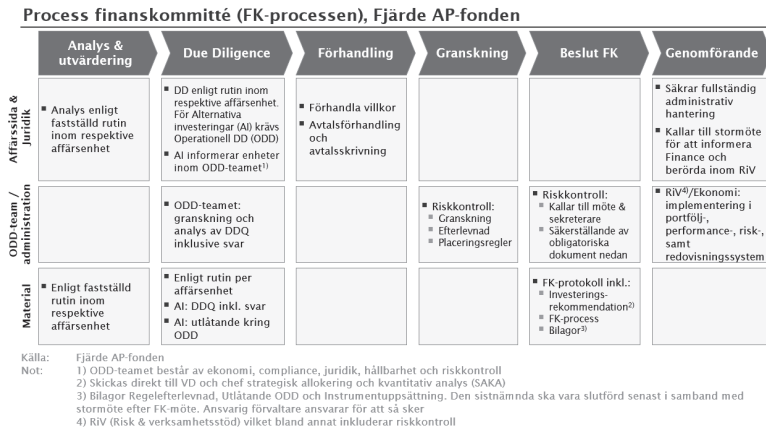 Process finanskommitté (FK-processen), Fjärde AP-fonden
Analys &
utvärdering
Due Diligence
Förhandling
Granskning
Beslut FK
Genomförande
Affärssida &
Juridik
▪ Analys enligt
fastställd rutin
inom respektive
affärsenhet
▪ DD enligt rutin inom
respektive affärsenhet.
För Alternativa
investeringar (AI) krävs
Operationell DD (ODD)
▪ AI informerar enheter
inom ODD-teamet1)
▪ Förhandla villkor
▪ Avtalsförhandling
och
avtalsskrivning
▪ Säkrar fullständig
administrativ
hantering
▪ Kallar till stormöte
för att informera
Finance och
berörda inom RiV
ODD-team /
administration
▪ ODD-teamet:
granskning och
analys av DDQ
inklusive svar
▪ Riskkontroll:
▪ Granskning
▪ Efterlevnad
▪ Placeringsregler
▪ Riskkontroll:
▪ Kallar till möte &
sekreterare
▪ Säkerställande av
obligatoriska
dokument nedan
▪ RiV4)/Ekonomi:
implementering i
portfölj-,
performance-, risk-,
samt
redovisningssystem
Material
▪ Enligt fastställd
rutin inom
respektive
affärsenhet
▪ Enligt rutin per
affärsenhet
▪ AI: DDQ inkl. svar
▪ AI: utlåtande kring
ODD
▪ FK-protokoll inkl.:
▪ Investerings-
rekommendation2)
▪ FK-process
▪ Bilagor3)
Källa: Fjärde AP-fonden
Not: 1) ODD-teamet består av ekonomi, compliance, juridik, hållbarhet och riskkontroll
2) Skickas direkt till VD och chef strategisk allokering och kvantitativ analys (SAKA)
3) Bilagor Regelefterlevnad, Utlåtande ODD och Instrumentuppsättning. Den sistnämnda ska vara slutförd senast i samband med
stormöte efter FK-möte. Ansvarig förvaltare ansvarar för att så sker
4) RiV (Risk & verksamhetsstöd) vilket bland annat inkluderar riskkontroll